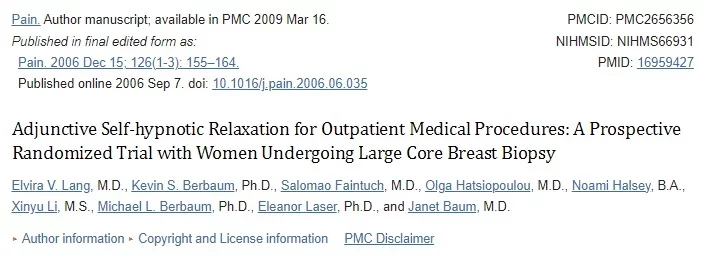 Pain. Author manuscript; available in PMC 2009 Mar 16.
PMCID: PMC2656356
Published in final edited form as:
NIHMSID: NIHMS66931
Pain. 2006 Dec 15; 126(1-3): 155–164.
PMID: 16959427
Published online 2006 Sep 7. doi: 10.1016/j.pain.2006.06.035
Adjunctive Self-hypnotic Relaxation for Outpatient Medical Procedures: A Prospective
Randomized Trial with Women Undergoing Large Core Breast Biopsy
Elvira V. Lang, M.D., Kevin S. Berbaum, Ph.D., Salomao Faintuch, M.D., Olga Hatsiopoulou, M.D., Noami Halsey, B.A.,
Xinyu Li, M.S., Michael L. Berbaum, Ph.D., Eleanor Laser, Ph.D., and Janet Baum, M.D.
▸ Author information ▸ Copyright and License information PMC Disclaimer